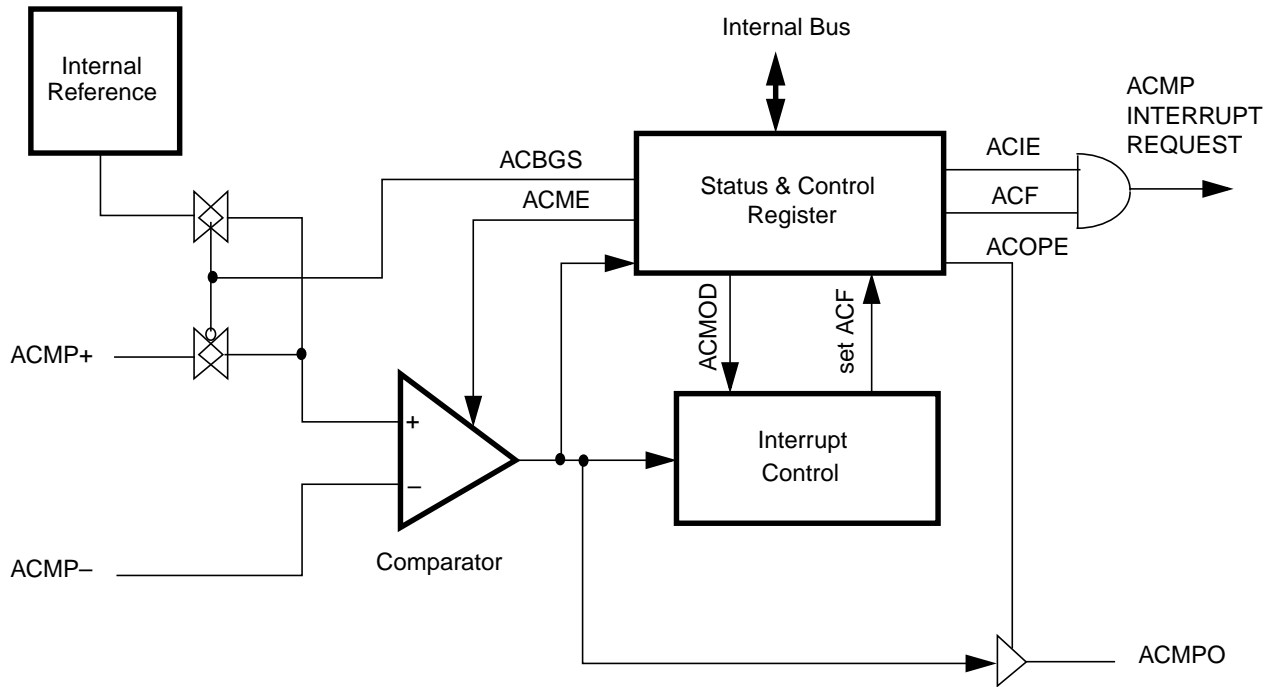 Internal Bus
Internal
Reference
ACMP
INTERRUPT
REQUEST
ACBGS
ACME
Status & Control
Register
ACIE
ACF
ACOPE
ACMOD
set ACF
ACMP+
+
–
Interrupt
Control
Comparator
ACMP–
ACMPO